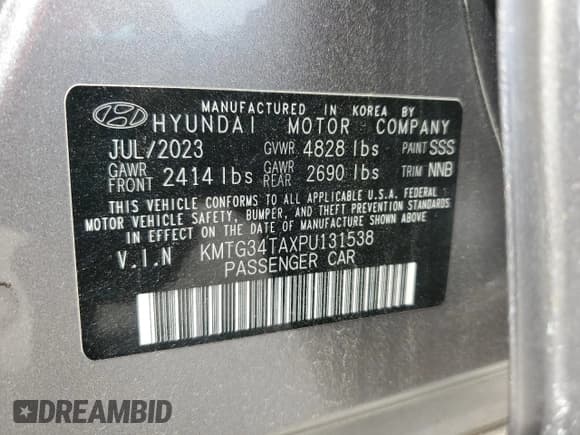 MANUFACTURED IN KOREA BY
HYUNDAI MOTOR COMPANY
JUL/2023 GVWR 4828 lbs PAINT SSS
GAWR FRONT 2414 lbs GAWR REAR 2690 lbs TRIM NNB
THIS VEHICLE CONFORMS TO ALL APPLICABLE U.S.A. FEDERAL
MOTOR VEHICLE SAFETY, BUMPER, AND THEFT PREVENTION STANDARDS
IN EFFECT ON THE DATE OF MANUFACTURE SHOWN ABOVE.
V.I.N KMTG34TAXPU131538
PASSENGER CAR
DREAMBID